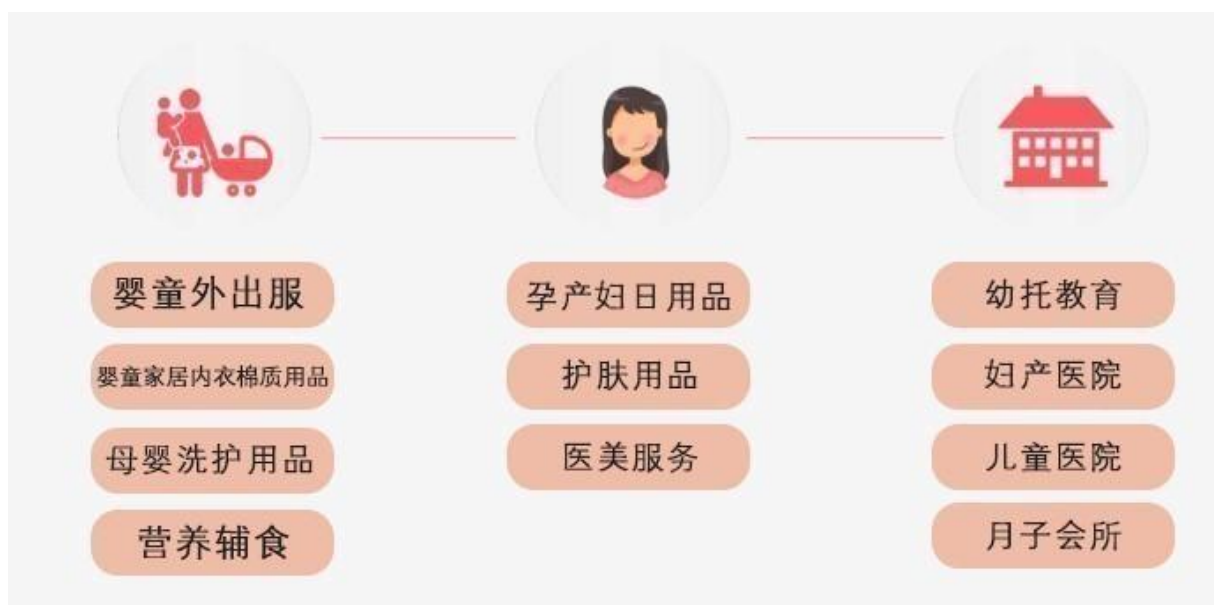 婴童外出服
婴童家居内衣棉质用品
母婴洗护用品
营养辅食
孕产妇日用品
护肤用品
医美服务
幼托教育
妇产医院
儿童医院
月子会所